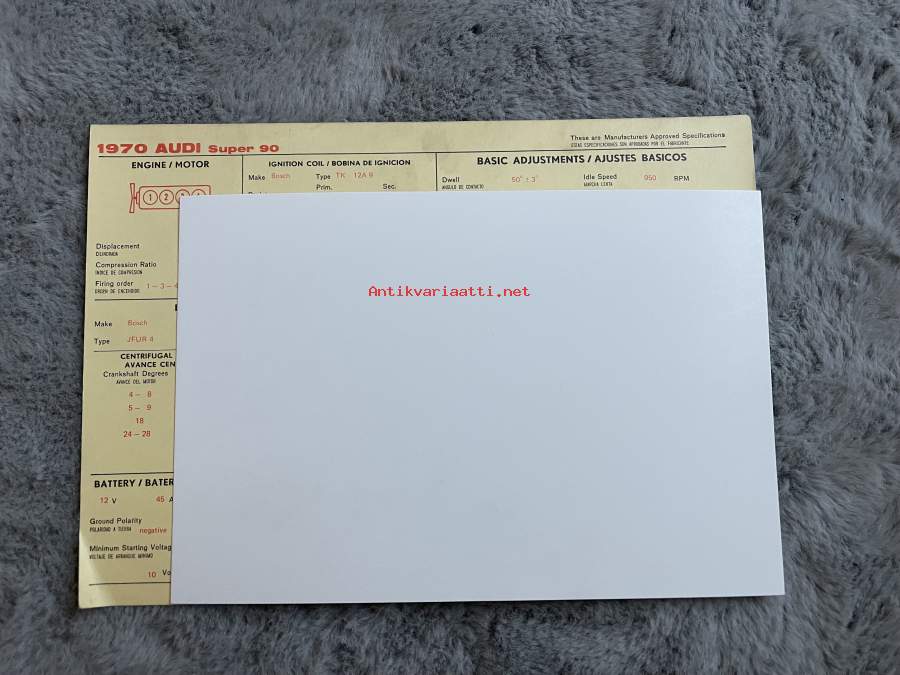 1970 AUDI Super 90
These are Manufacturers Approved Specifications
ESTAS ESPECIFICACIONES SON APROBADAS POR EL FABRICANTE
ENGINE / MOTOR
IGNITION COIL / BOBINA DE IGNICION
BASIC ADJUSTMENTS / AJUSTES BASICOS
Make Bosch Type TK 12A 9
Prim. Sec.
Dwell 50° ± 3° Idle Speed 950 RPM
ANGULO DE CONTACTO MARCHA LENTA
1 2
Displacement
CILINDRADA
Compression Ratio
INDICE DE COMPRESION
Firing order 1 – 3 – 4
ORDEN DE ENCENDIDO
Make Bosch
Type JFUR 4
CENTRIFUGAL
AVANCE CEN
Crankshaft Degrees
AVANCE DEL MOTOR
4 – 8
5 – 9
18
24 – 28
BATTERY / BATER
12 V 45 A
Ground Polarity
POLARIDAD A TIERRA negative
Minimum Starting Voltag
VOLTAJE DE ARRANQUE MINIMO
10 Vo
Antikvariaatti.net